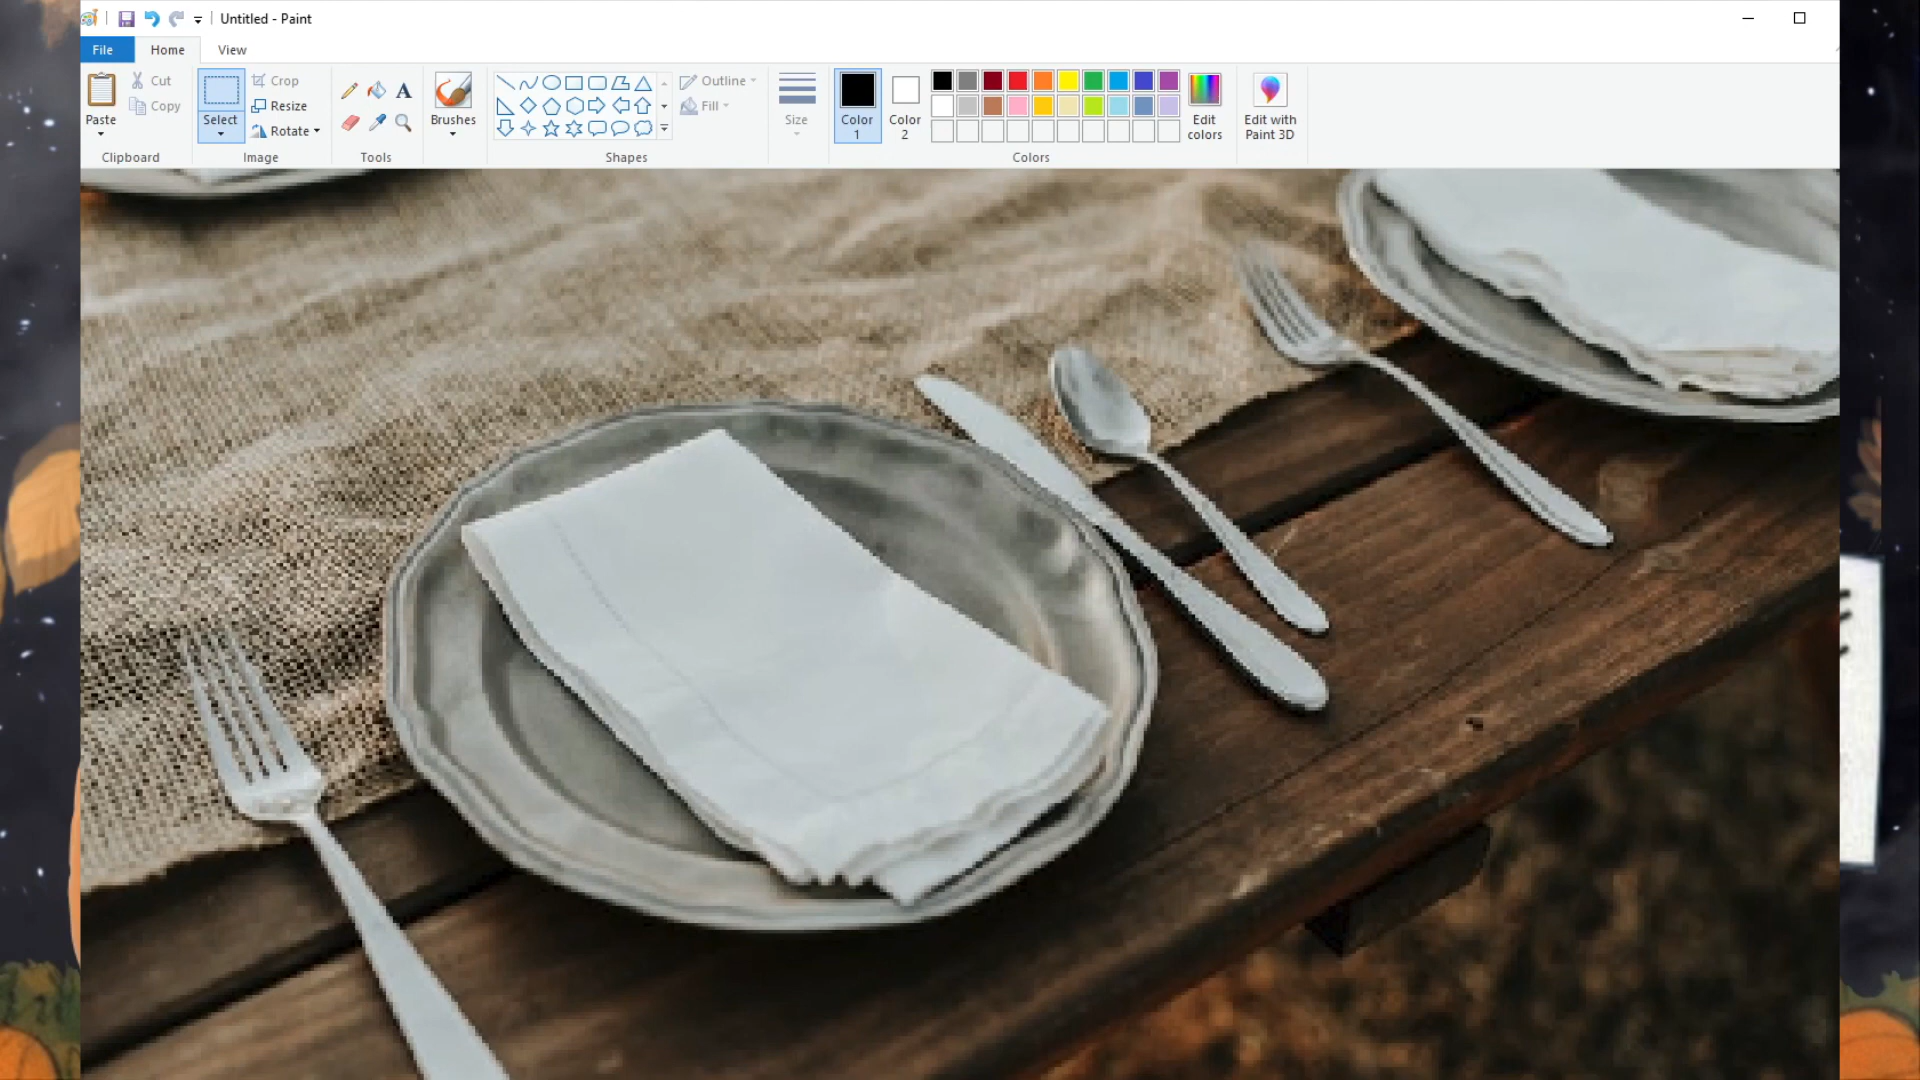 Untitled - Paint
File Home View
Paste
Cut
Copy
Clipboard
Select
Crop
Resize
Rotate
Image
A
Tools
Brushes
Shapes
Outline
Fill
Size
Color
1
Color
2
Edit
colors
Colors
Edit with
Paint 3D